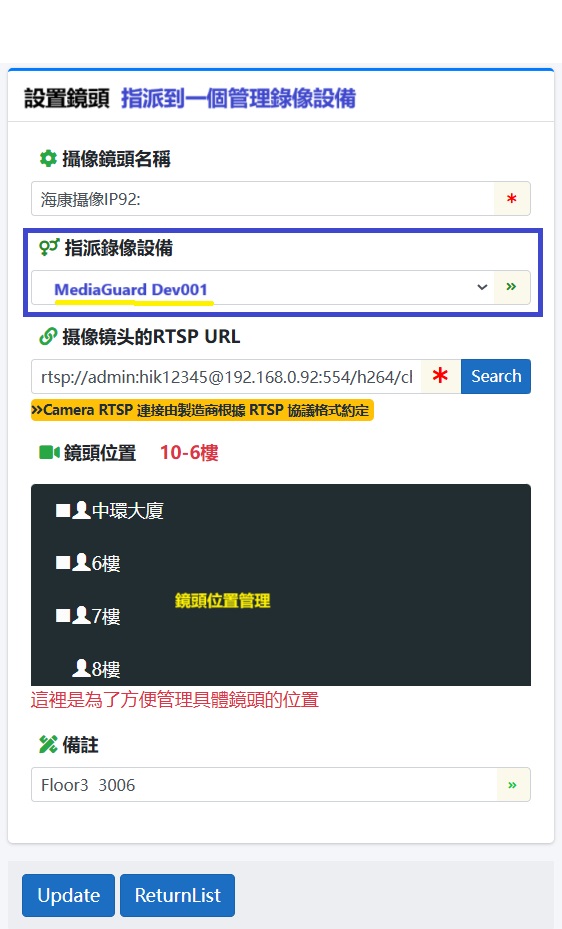 設置鏡頭 指派到一個管理錄像設備
攝像鏡頭名稱
海康攝像IP92:
*
指派錄像設備
MediaGuard Dev001
»
攝像镜头的RTSP URL
rtsp://admin:hik12345@192.168.0.92:554/h264/cl
*
Search
»Camera RTSP 連接由製造商根據 RTSP 協議格式約定
鏡頭位置 10-6樓
中環大廈
6樓
鏡頭位置管理
7樓
8樓
這裡是為了方便管理具體鏡頭的位置
備註
Floor3 3006
»
Update ReturnList